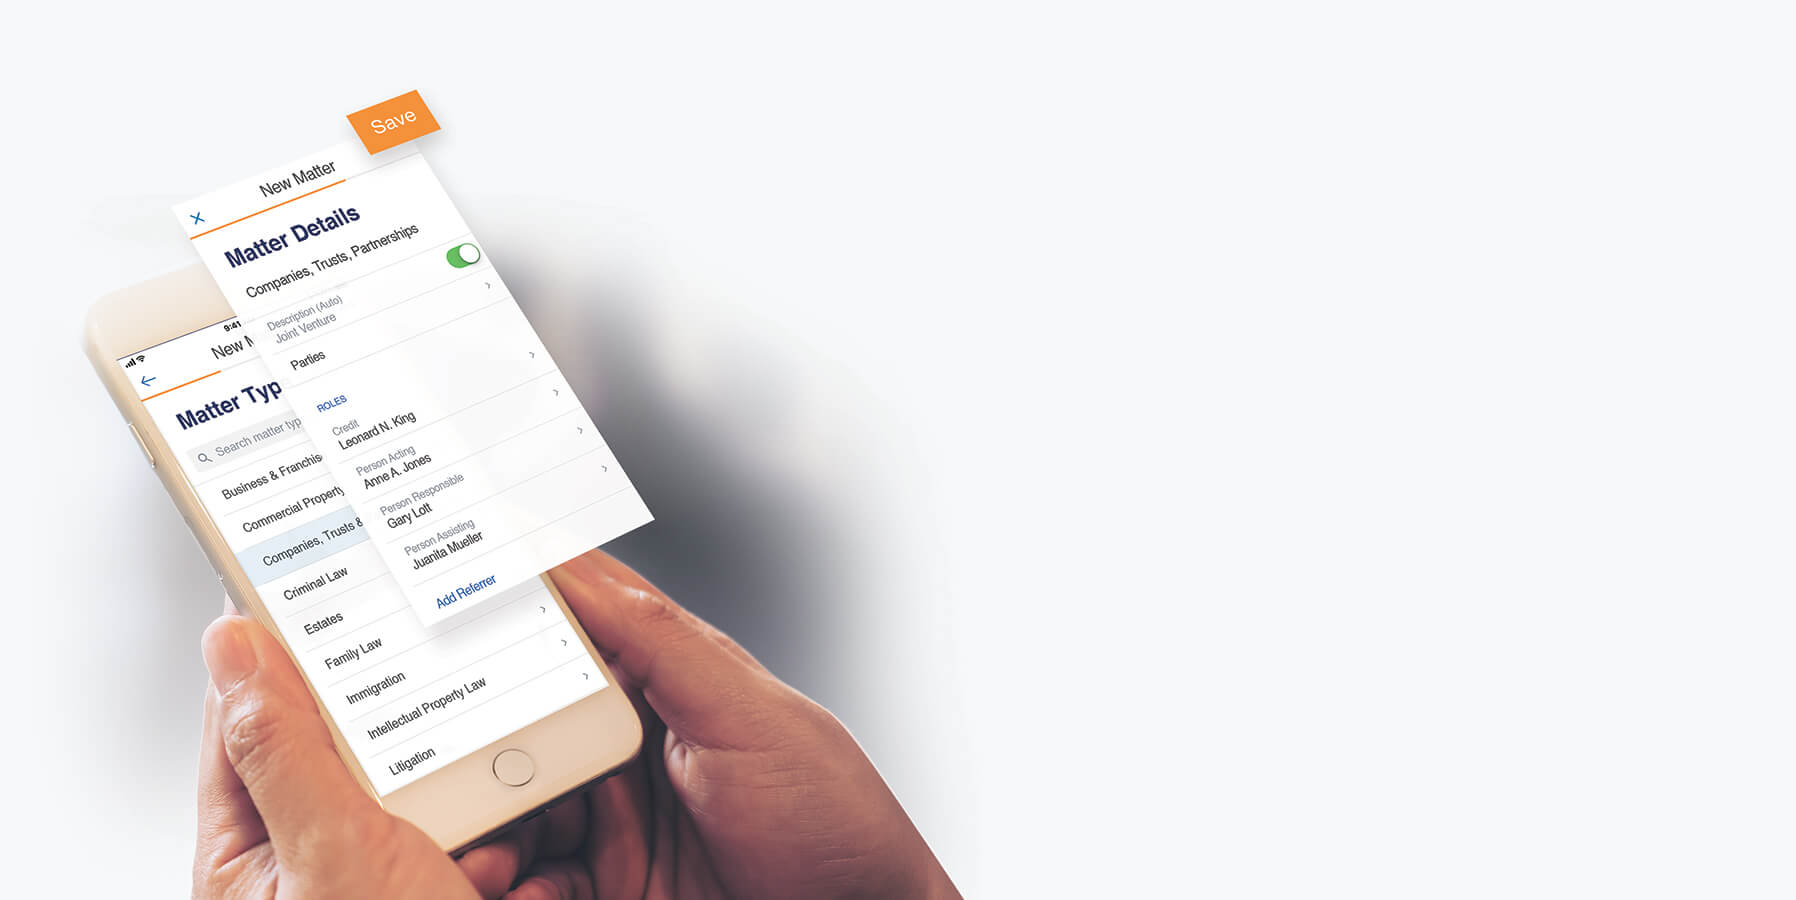 Save
New Matter
Matter Details
Companies, Trusts, Partnerships
Description (Auto)
Joint Venture
Parties
ROLES
Credit
Leonard N. King
Person Acting
Anne A. Jones
Person Responsible
Gary Lott
Person Assisting
Juanita Mueller
Add Referrer
9:41
New M
Matter Typ
Search matter typ
Business & Franchis
Commercial Property
Companies, Trusts &
Criminal Law
Estates
Family Law
Immigration
Intellectual Property Law
Litigation